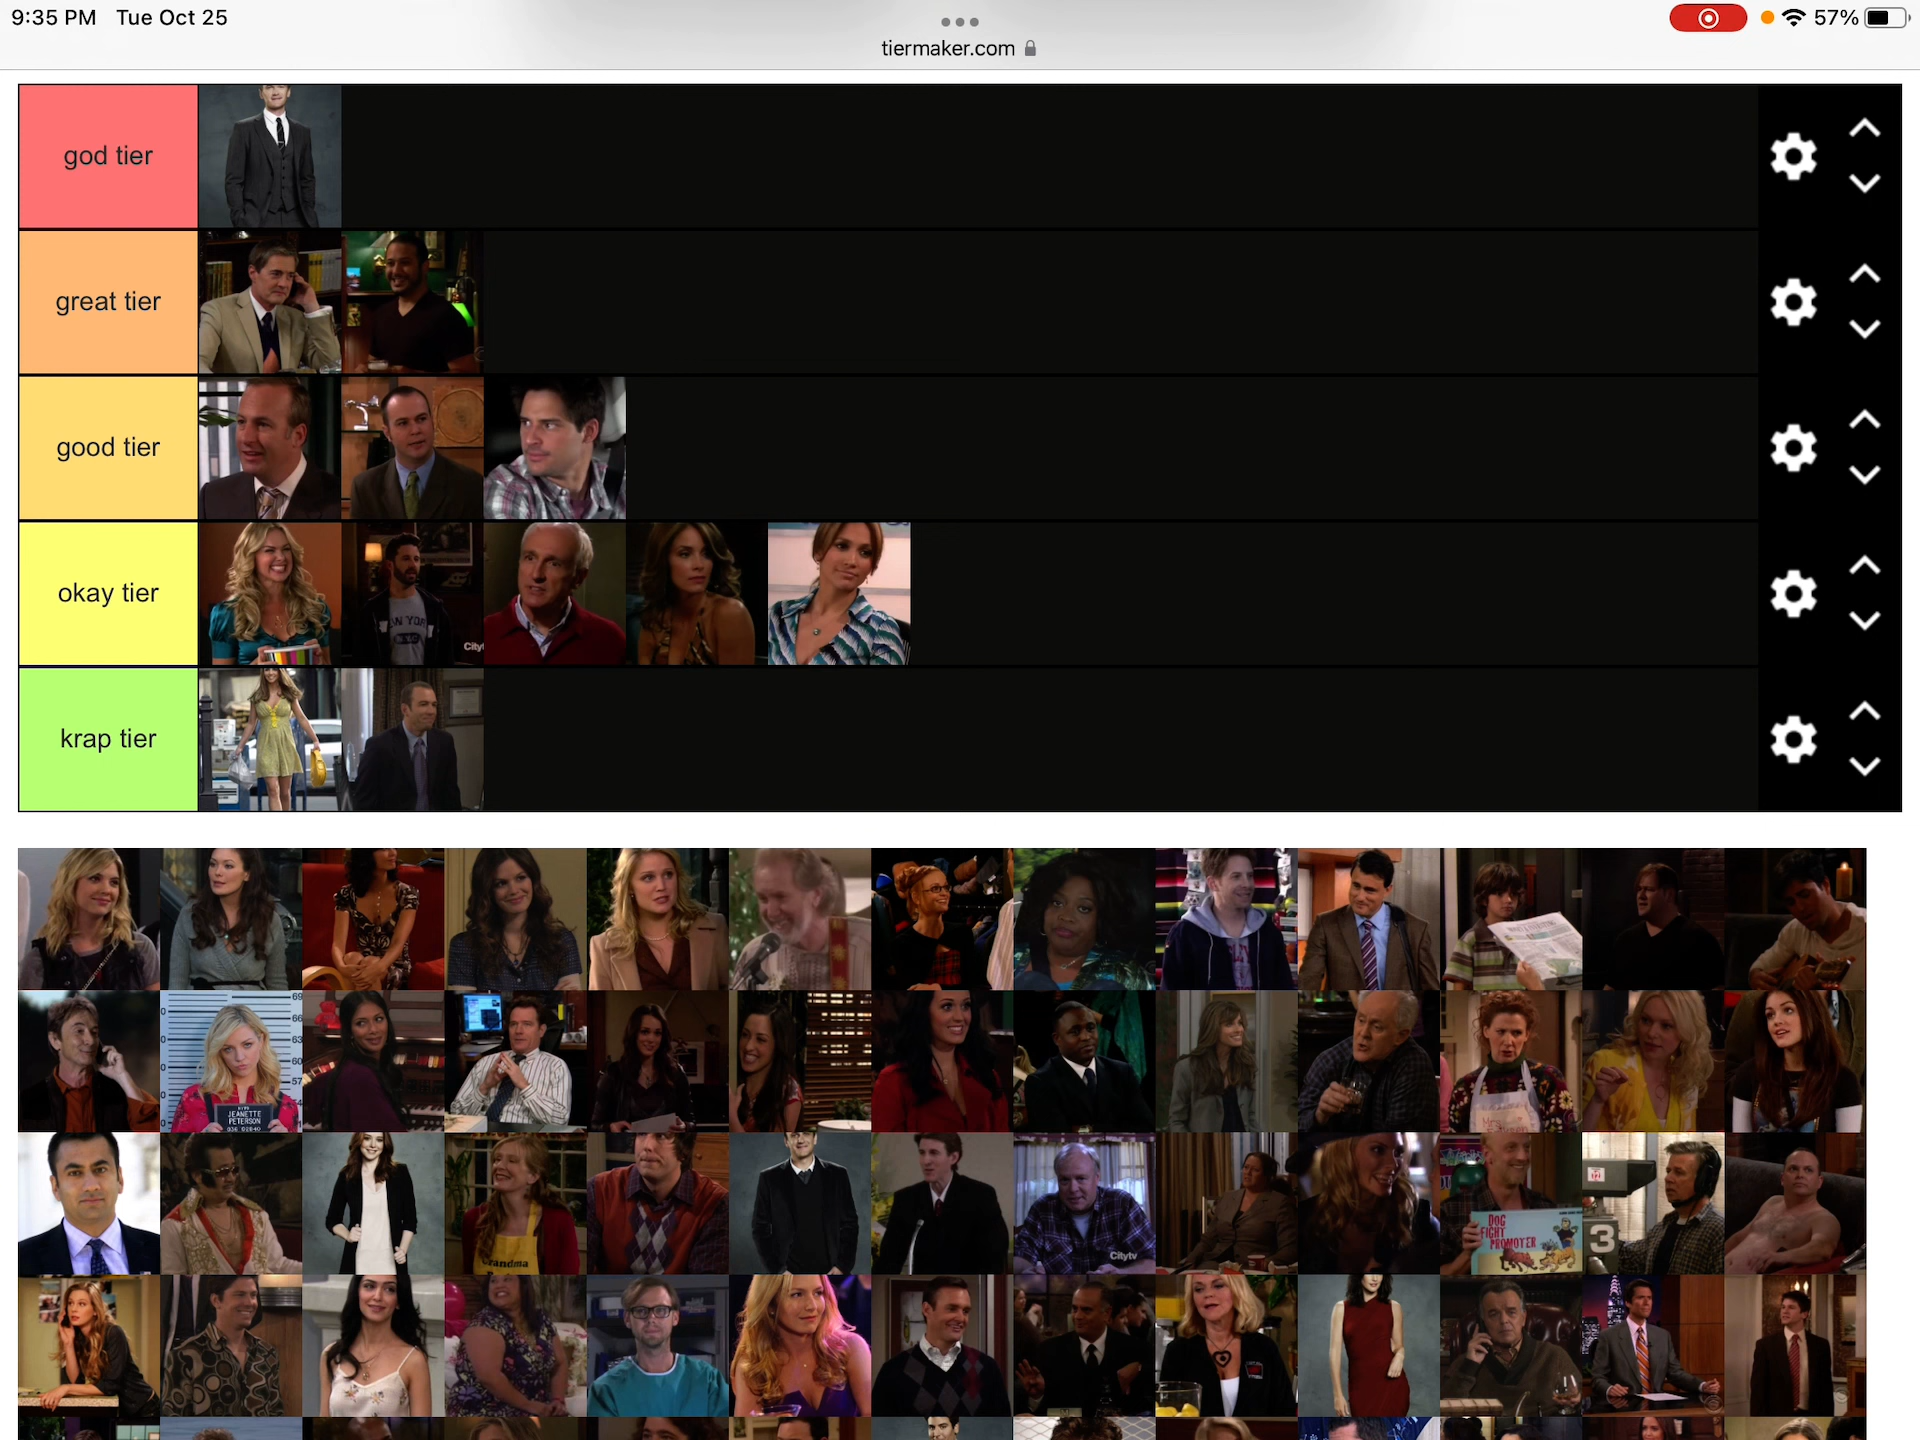 9:35 PM Tue Oct 25
57%
tiermaker.com
god tier
great tier
good tier
okay tier
krap tier
JEANETTE
PETERSON
Citytv
DOG
FIGHT
PROMOTER
3